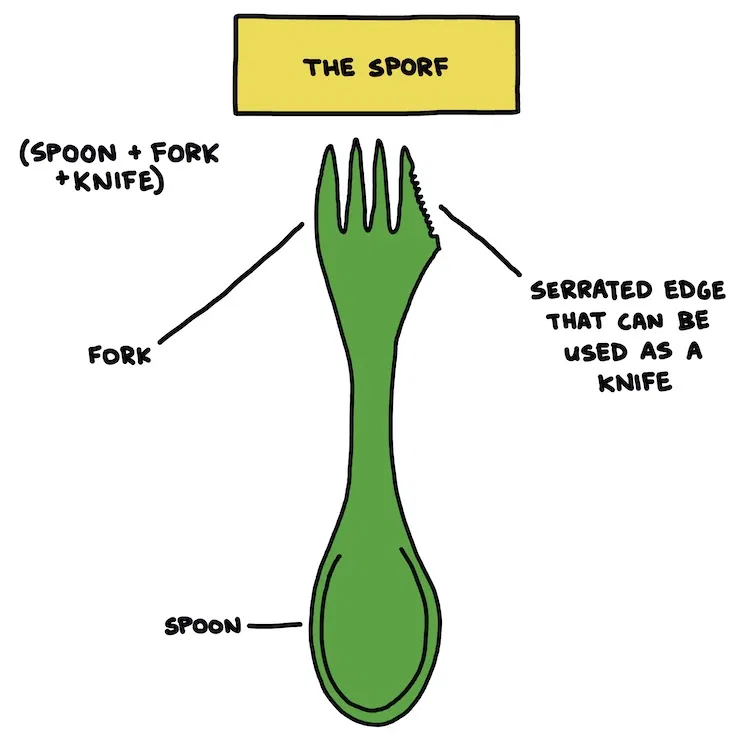 THE SPORF
(SPOON + FORK
+KNIFE)
FORK
SERRATED EDGE
THAT CAN BE
USED AS A
KNIFE
SPOON